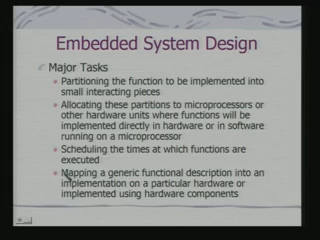 Embedded System Design
Major Tasks
Partitioning the function to be implemented into
small interacting pieces
Allocating these partitions to microprocessors or
other hardware units where functions will be
implemented directly in hardware or in software
running on a microprocessor
Scheduling the times at which functions are
executed
Mapping a generic functional description into an
implementation on a particular hardware or
implemented using hardware components